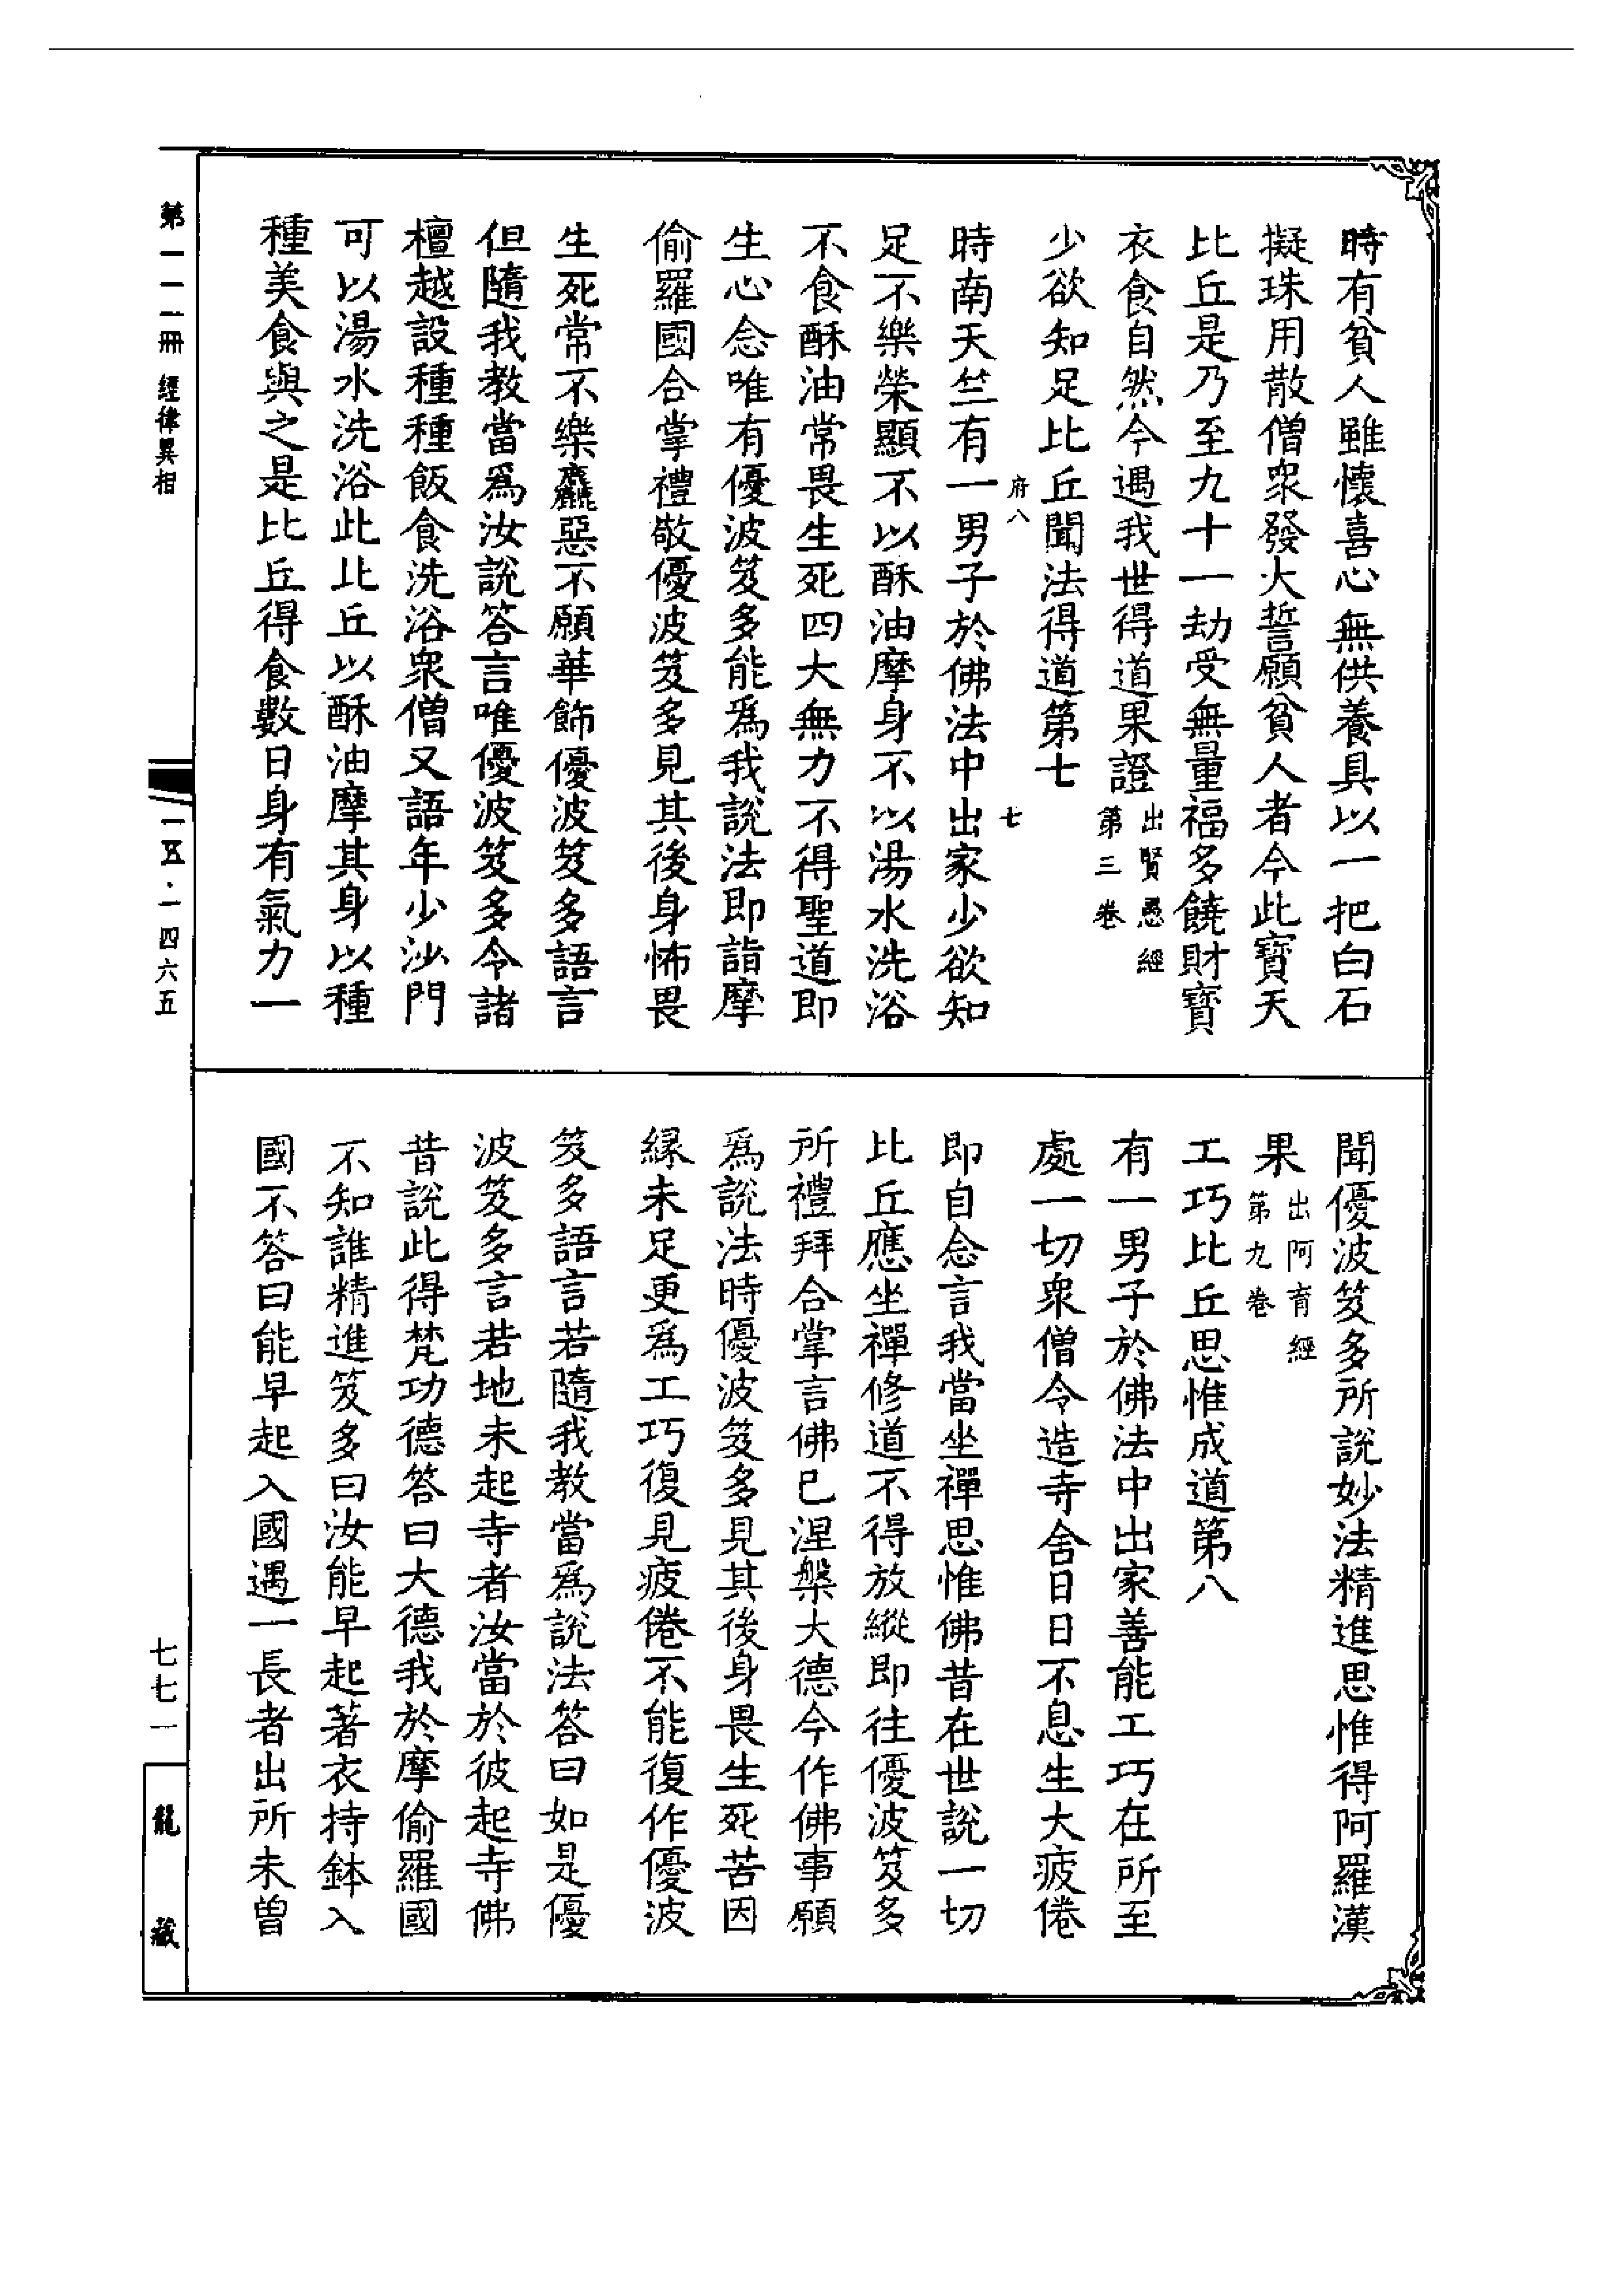 時有貧人雖懷喜心無供養具以一把白石
擬珠用散僧衆發大誓願貧人者今此寳天
比丘是乃至九十一劫受無量福多饒財寳
衣食自然今遇我世得道果證出賢愚經第三卷
少欲知足比丘聞法得道第七
府八
七
時南天竺有一男子於佛法中出家少欲知
足不樂榮顯不以酥油摩身不以湯水洗浴
不食酥油常畏生死四大無力不得聖道即
生心念唯有優波笈多能爲我説法即詣摩
偷羅國合掌禮敬優波笈多見其後身怖畏
生死常不樂麤惡不願華飾優波笈多語言
但隨我教當爲汝説答言唯優波笈多令諸
檀越設種種飯食洗浴衆僧又語年少沙門
可以湯水洗浴此比丘以酥油摩其身以種
種美食與之是比丘得食數日身有氣力一
聞優波笈多所説妙法精進思惟得阿羅漢
果出阿育經第九卷
工巧比丘思惟成道第八
有一男子於佛法中出家善能工巧在所至
處一切衆僧令造寺舍日日不息生大疲倦
即自念言我當坐禪思惟佛昔在世説一切
比丘應坐禪修道不得放縱即往優波笈多
所禮拜合掌言佛已涅槃大德今作佛事願
爲説法時優波笈多見其後身畏生死苦因
縁未足更爲工巧復見疲倦不能復作優波
笈多語言若隨我教當爲説法答曰如是優
波笈多言若地未起寺者汝當於彼起寺佛
昔説此得梵功德答曰大德我於摩偷羅國
不知誰精進笈多曰汝能早起著衣持鉢入
國不答曰能早起入國遇一長者出所未曾
第一一一冊 經律異相
一五·一四六五
七七一
龍藏